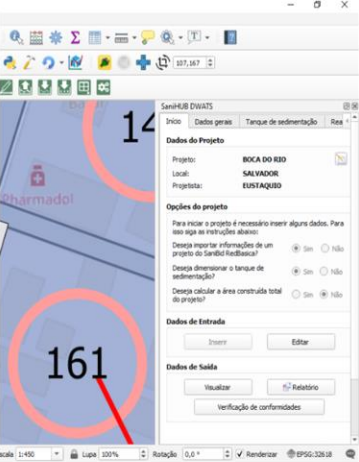 107,167
SaniHUB DWATS
Início Dados gerais Tanque de sedimentação Rea
Dados do Projeto
Projeto: BOCA DO RIO
Local: SALVADOR
Projetista: EUSTAQUIO
Opções do projeto
Para iniciar o projeto é necessário inserir alguns dados. Para
isso siga as instruções abaixo:
Deseja importar informações de um
projeto do SaniBid RedBasica? Sim Não
Deseja dimensionar o tanque de
sedimentação? Sim Não
Deseja calcular a área construída total
do projeto? Sim Não
Dados de Entrada
Inserir Editar
Dados de Saída
Visualizar Relatório
Verificação de conformidades
14
Pharmadol
161
scala 1:450 Lupa 100% Rotação 0,0 ° Renderizar EPSG:32618